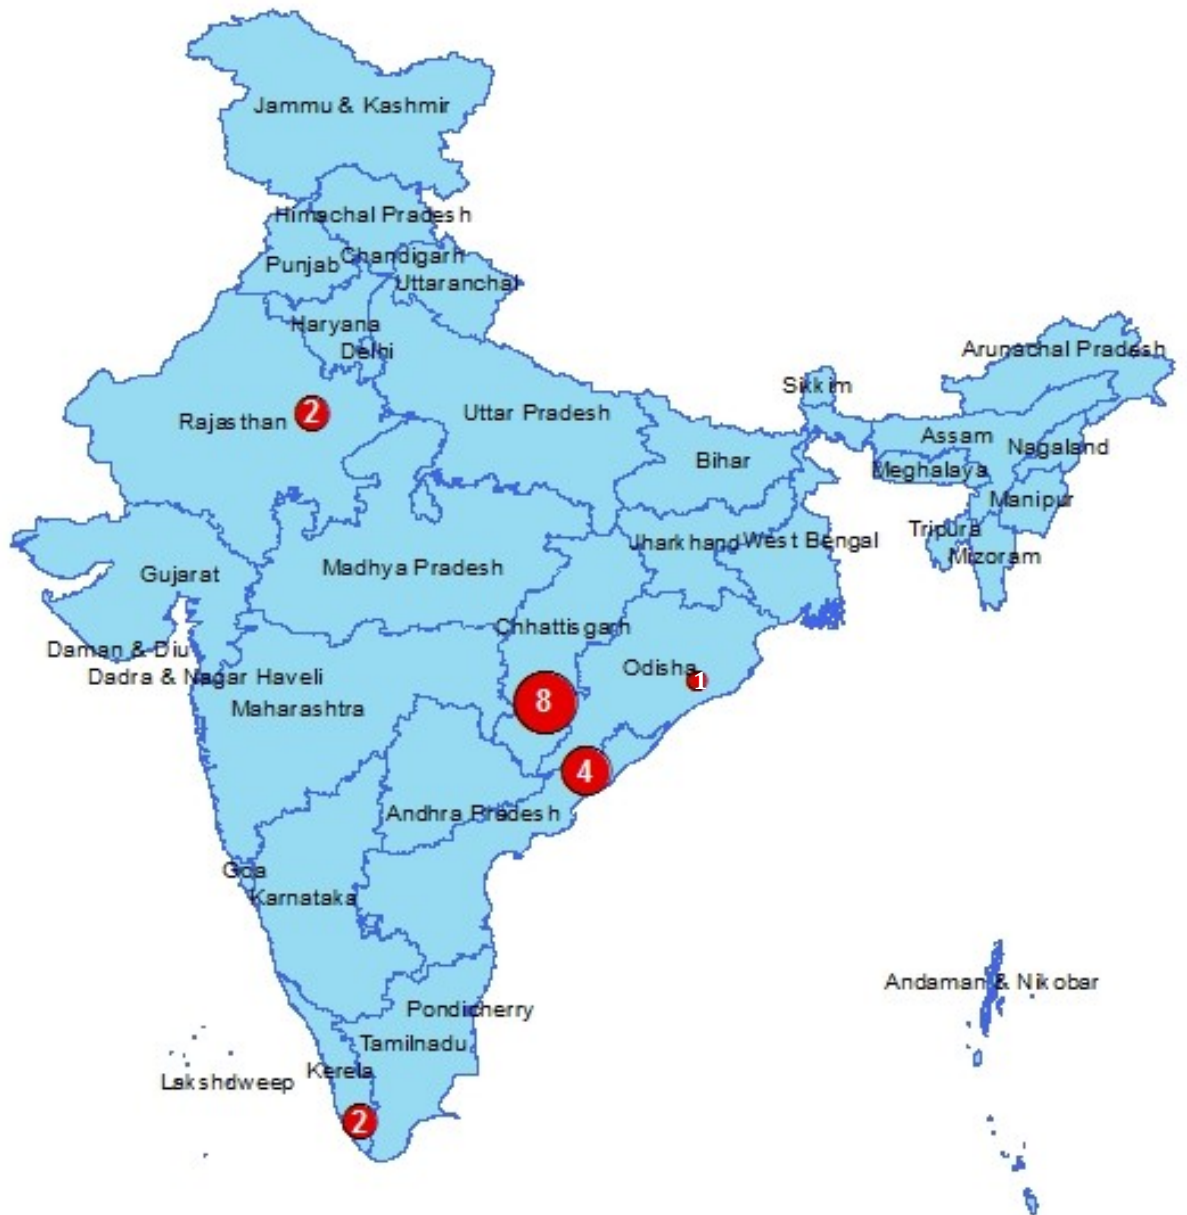 Jammu & Kashmir
Himachal Pradesh
Chandigarh
Punjab
Uttaranchal
Haryana
Delhi
Arunachal Pradesh
Sikkim
Rajasthan 2
Uttar Pradesh
Assam
Nagaland
Bihar
Meghalaya
Manipur
Tripura
Jharkhand West Bengal
Mizoram
Madhya Pradesh
Gujarat
Chhattisgarh
Daman & Diu
Odisha 1
Dadra & Nagar Haveli
8
Maharashtra
4
Andhra Pradesh
Goa
Karnataka
Andaman & Nikobar
Pondicherry
Tamilnadu
Kerela
Lakshdweep
2